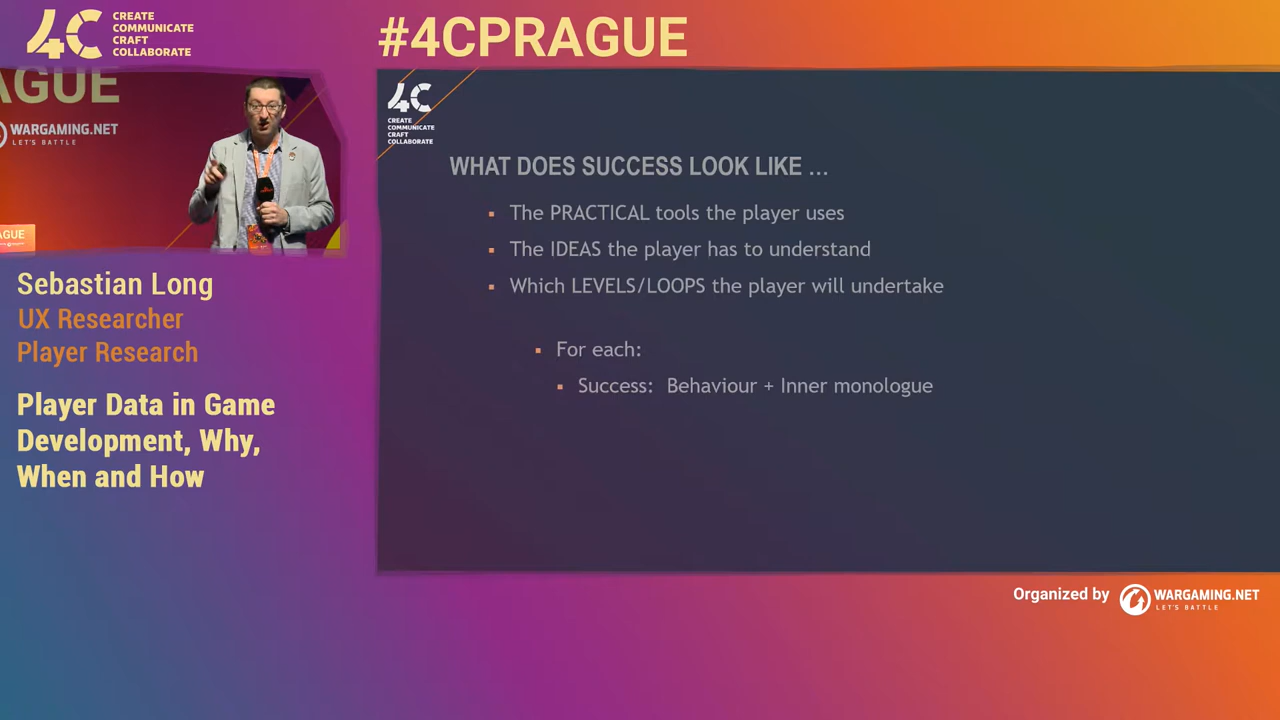 4C
CREATE
COMMUNICATE
CRAFT
COLLABORATE
#4CPRAGUE
AGUE
WARGAMING.NET
LET'S BATTLE
AGUE
Sebastian Long
UX Researcher
Player Research
Player Data in Game
Development, Why,
When and How
4C
CREATE
COMMUNICATE
CRAFT
COLLABORATE
WHAT DOES SUCCESS LOOK LIKE ...
▪ The PRACTICAL tools the player uses
▪ The IDEAS the player has to understand
▪ Which LEVELS/LOOPS the player will undertake
▪ For each:
▪ Success: Behaviour + Inner monologue
Organized by
WARGAMING.NET
LET'S BATTLE